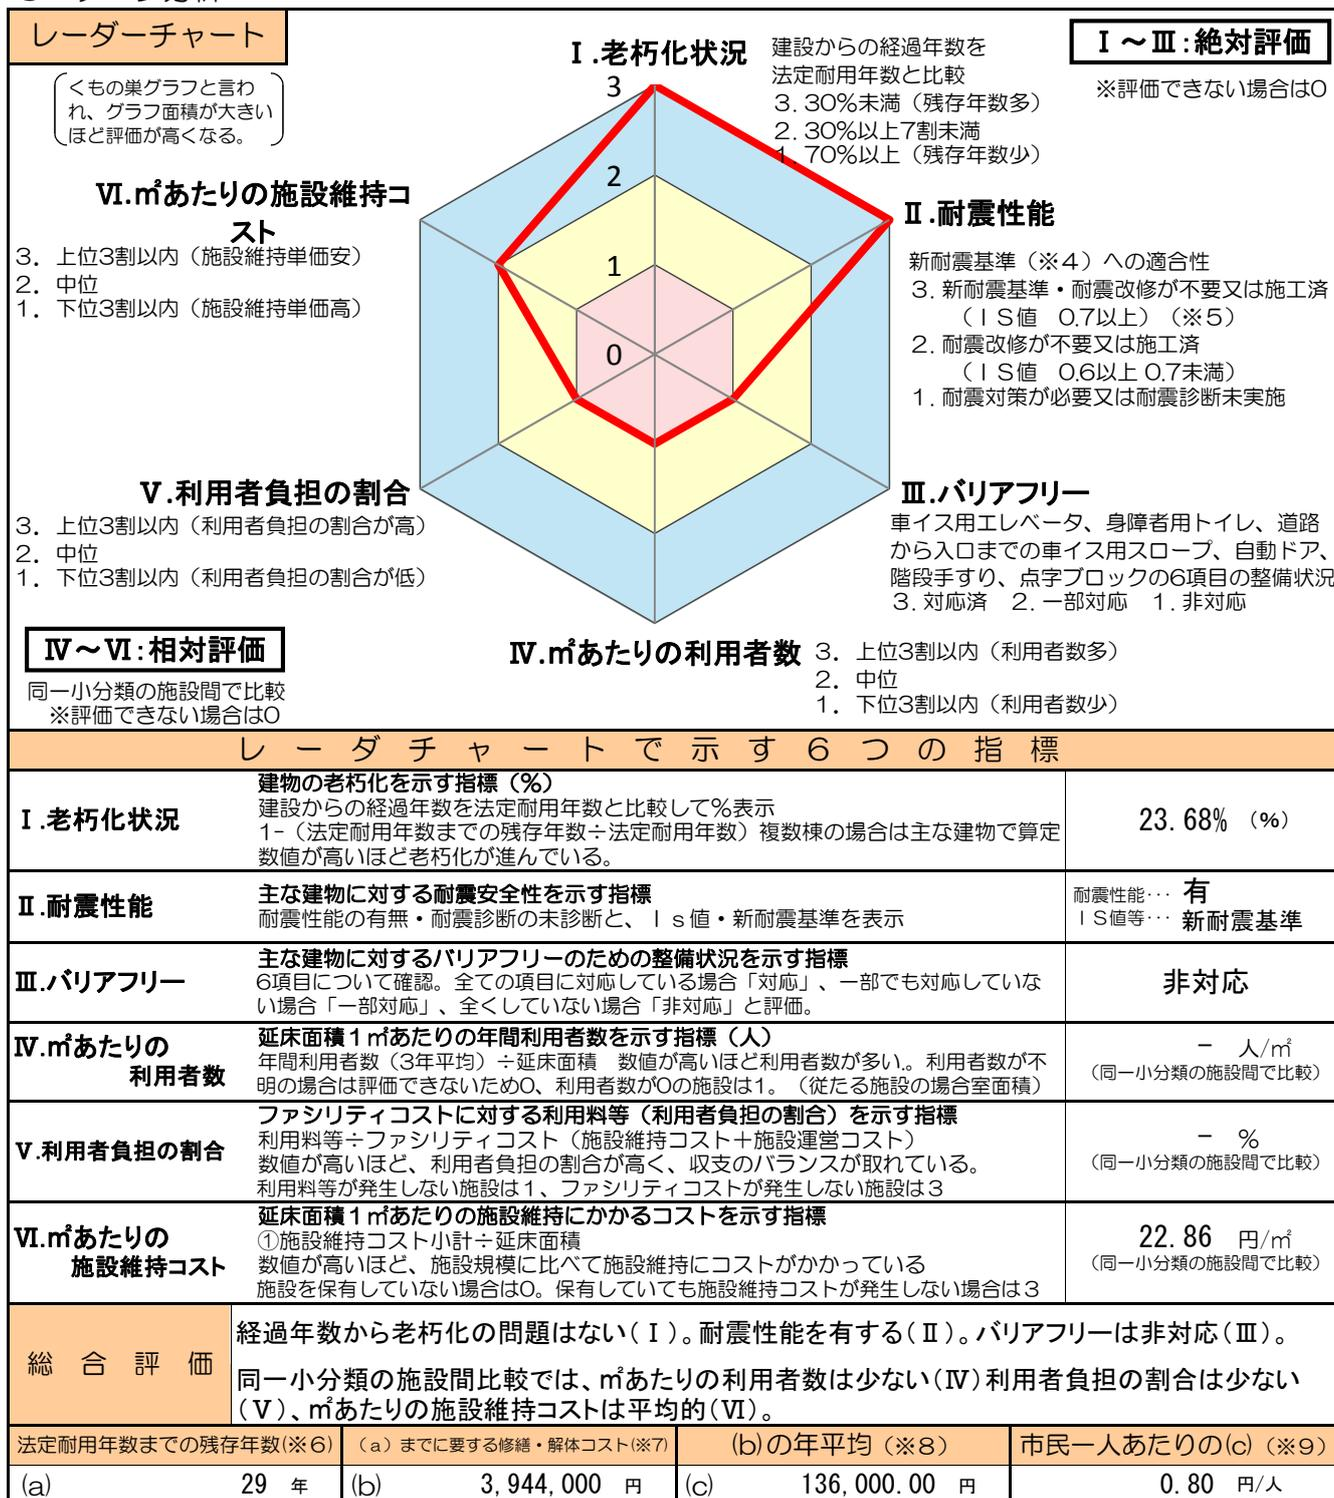 レーダーチャート
くもの巣グラフと言わ
れ、グラフ面積が大きい
ほど評価が高くなる。
Ⅰ.老朽化状況
建設からの経過年数を
法定耐用年数と比較
3.30%未満（残存年数多）
2.30%以上7割未満
1.70%以上（残存年数少）
Ⅰ～Ⅲ:絶対評価
※評価できない場合は0
3
2
1
0
Ⅵ.㎡あたりの施設維持コ
スト
3. 上位3割以内（施設維持単価安）
2. 中位
1. 下位3割以内（施設維持単価高）
Ⅱ.耐震性能
新耐震基準（※４）への適合性
3. 新耐震基準・耐震改修が不要又は施工済
（ＩＳ値　0.7以上）（※５）
2. 耐震改修が不要又は施工済
（ＩＳ値　0.6以上 0.7未満）
1. 耐震対策が必要又は耐震診断未実施
Ⅴ.利用者負担の割合
3. 上位3割以内（利用者負担の割合が高）
2. 中位
1. 下位3割以内（利用者負担の割合が低）
Ⅲ.バリアフリー
車イス用エレベータ、身障者用トイレ、道路
から入口までの車イス用スロープ、自動ドア、
階段手すり、点字ブロックの6項目の整備状況
3. 対応済　2. 一部対応　1. 非対応
Ⅳ～Ⅵ:相対評価
同一小分類の施設間で比較
※評価できない場合は0
Ⅳ.㎡あたりの利用者数
3. 上位3割以内（利用者数多）
2. 中位
1. 下位3割以内（利用者数少）
レーダチャートで示す６つの指標
Ⅰ.老朽化状況
建物の老朽化を示す指標（%）
建設からの経過年数を法定耐用年数と比較して%表示
1-（法定耐用年数までの残存年数÷法定耐用年数）複数棟の場合は主な建物で算定
数値が高いほど老朽化が進んでいる。
23.68% （%）
Ⅱ.耐震性能
主な建物に対する耐震安全性を示す指標
耐震性能の有無・耐震診断の未診断と、Ｉｓ値・新耐震基準を表示
耐震性能… 有
ＩＳ値等… 新耐震基準
Ⅲ.バリアフリー
主な建物に対するバリアフリーのための整備状況を示す指標
6項目について確認。全ての項目に対応している場合「対応」、一部でも対応していな
い場合「一部対応」、全くしていない場合「非対応」と評価。
非対応
Ⅳ.㎡あたりの
利用者数
延床面積１㎡あたりの年間利用者数を示す指標（人）
年間利用者数（3年平均）÷延床面積　数値が高いほど利用者数が多い。利用者数が不
明の場合は評価できないため0、利用者数が0の施設は1。（従たる施設の場合室面積）
－ 人/㎡
（同一小分類の施設間で比較）
Ⅴ.利用者負担の割合
ファシリティコストに対する利用料等（利用者負担の割合）を示す指標
利用料等÷ファシリティコスト（施設維持コスト＋施設運営コスト）
数値が高いほど、利用者負担の割合が高く、収支のバランスが取れている。
利用料等が発生しない施設は１、ファシリティコストが発生しない施設は３
－ %
（同一小分類の施設間で比較）
Ⅵ.㎡あたりの
施設維持コスト
延床面積１㎡あたりの施設維持にかかるコストを示す指標
①施設維持コスト小計÷延床面積
数値が高いほど、施設規模に比べて施設維持にコストがかかっている
施設を保有していない場合は0。保有していても施設維持コストが発生しない場合は３
22.86 円/㎡
（同一小分類の施設間で比較）
総合評価
経過年数から老朽化の問題はない(Ⅰ)。耐震性能を有する(Ⅱ)。バリアフリーは非対応(Ⅲ)。
同一小分類の施設間比較では、㎡あたりの利用者数は少ない(Ⅳ)利用者負担の割合は少ない
(Ⅴ)、㎡あたりの施設維持コストは平均的(Ⅵ)。
法定耐用年数までの残存年数(※６)
（ａ）までに要する修繕・解体コスト(※7)
(b)の年平均（※８）
市民一人あたりの(c)（※９）
(a) 29 年
(b) 3,944,000 円
(c) 136,000.00 円
0.80 円/人